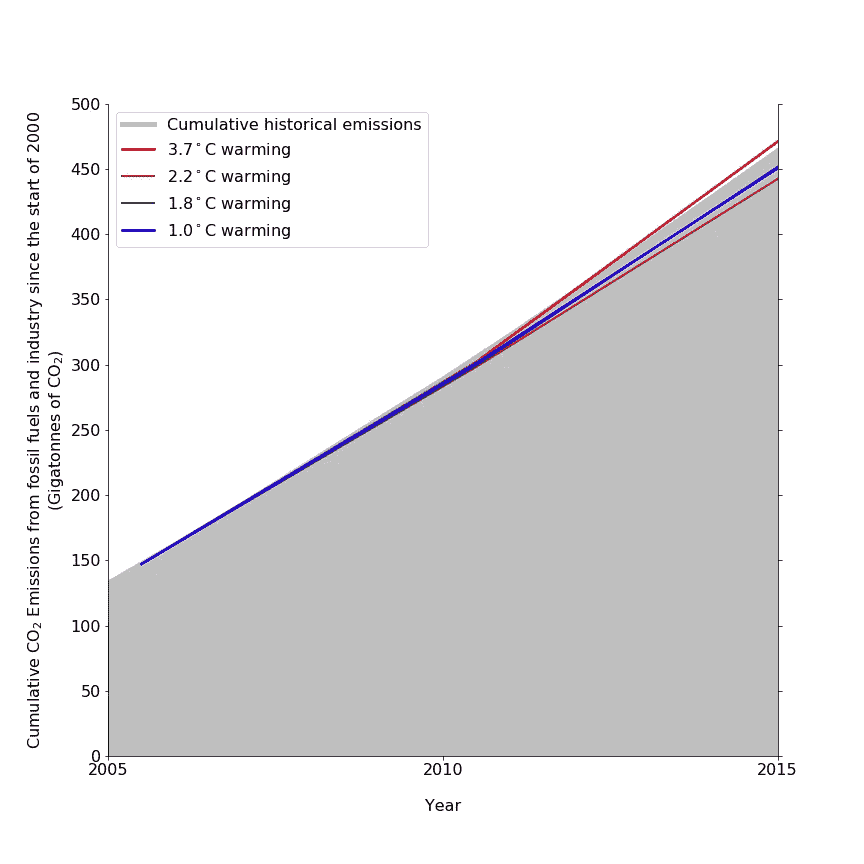 Cumulative CO₂ Emissions from fossil fuels and industry since the start of 2000
(Gigatonnes of CO₂)
500
450
400
350
300
250
200
150
100
50
0
Cumulative historical emissions
3.7°C warming
2.2°C warming
1.8°C warming
1.0°C warming
2005
2010
2015
Year